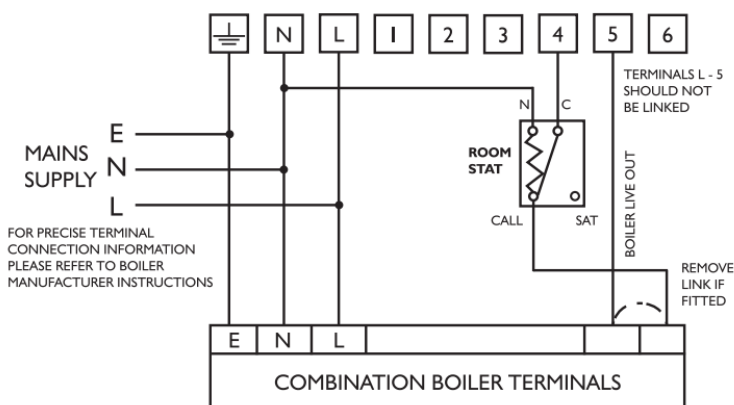 N L 1 2 3 4 5 6
TERMINALS L - 5
SHOULD NOT
BE LINKED
N C
ROOM
STAT
CALL SAT
BOILER LIVE OUT
MAINS
SUPPLY
E
N
L
FOR PRECISE TERMINAL
CONNECTION INFORMATION
PLEASE REFER TO BOILER
MANUFACTURER INSTRUCTIONS
REMOVE
LINK IF
FITTED
E N L
COMBINATION BOILER TERMINALS